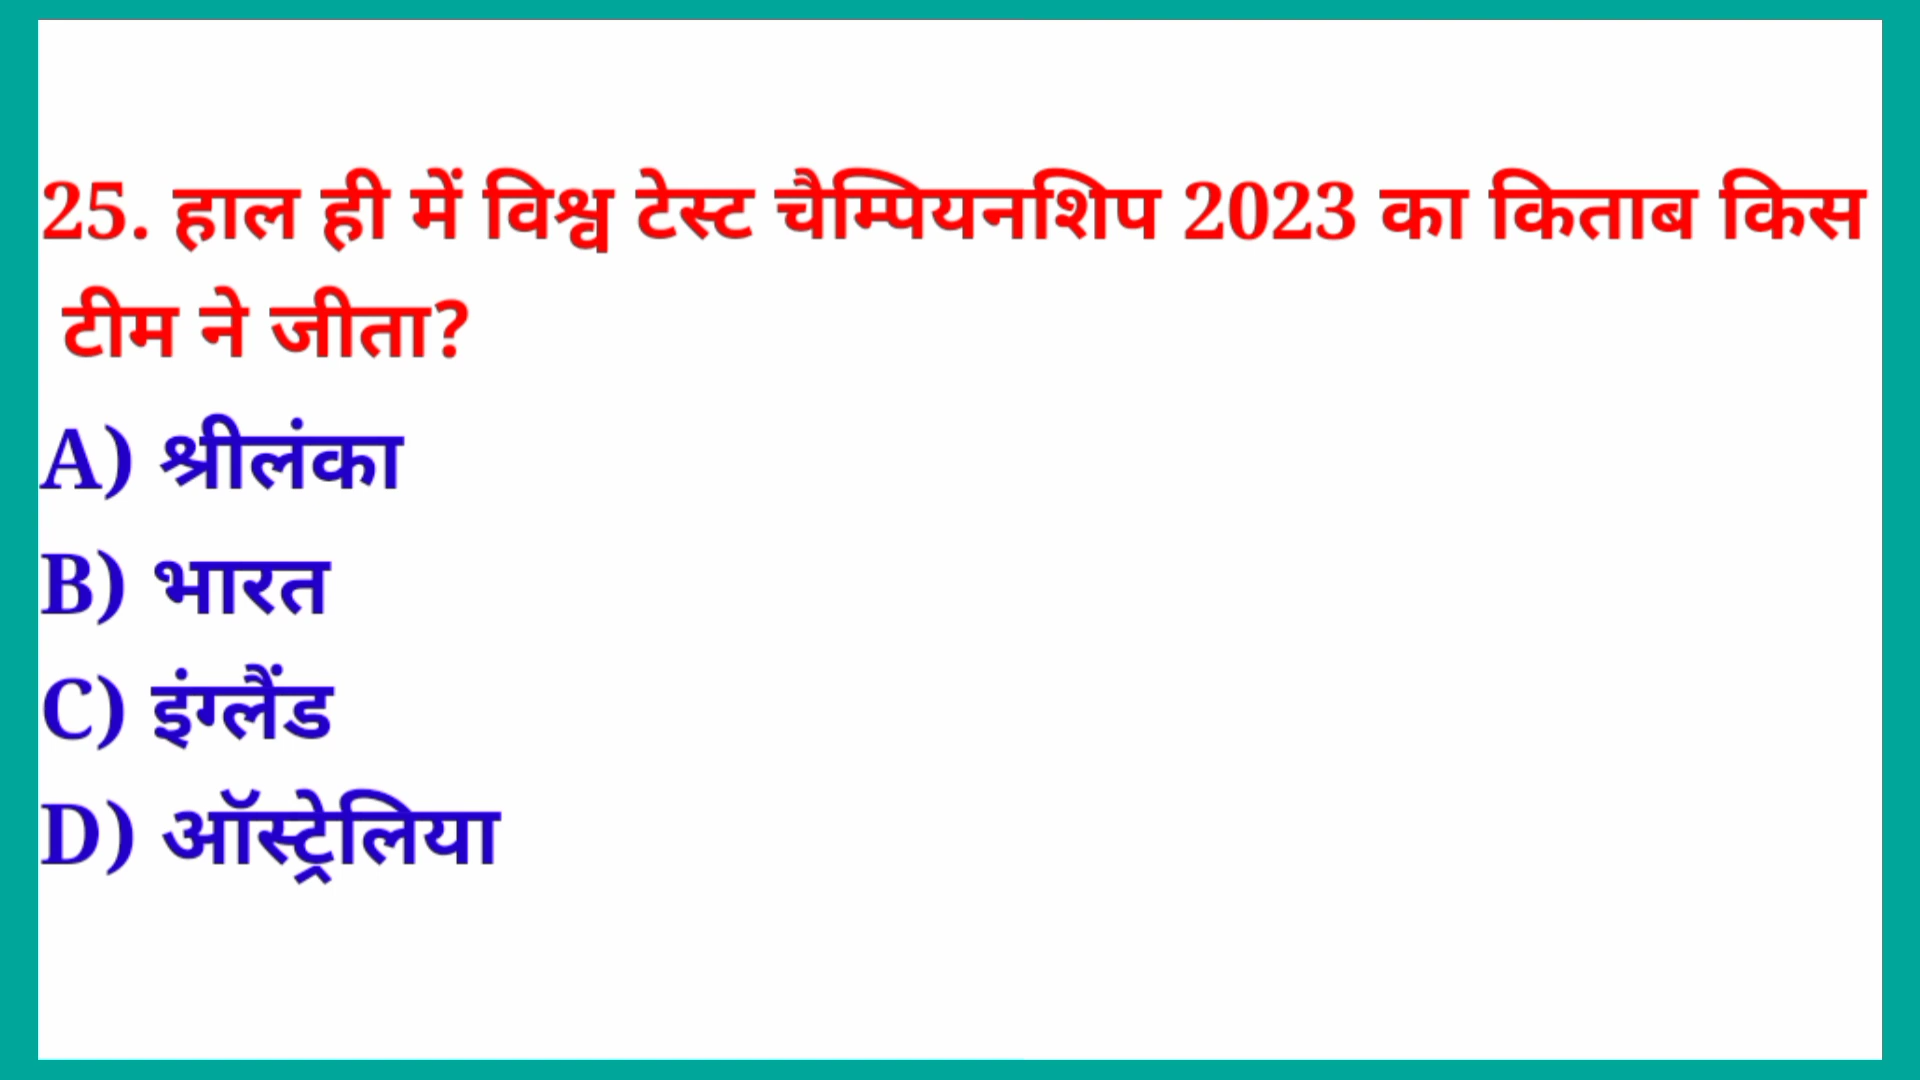 25. हाल ही में विश्व टेस्ट चैम्पियनशिप 2023 का किताब किस
टीम ने जीता?
A) श्रीलंका
B) भारत
C) इंग्लैंड
D) ऑस्ट्रेलिया